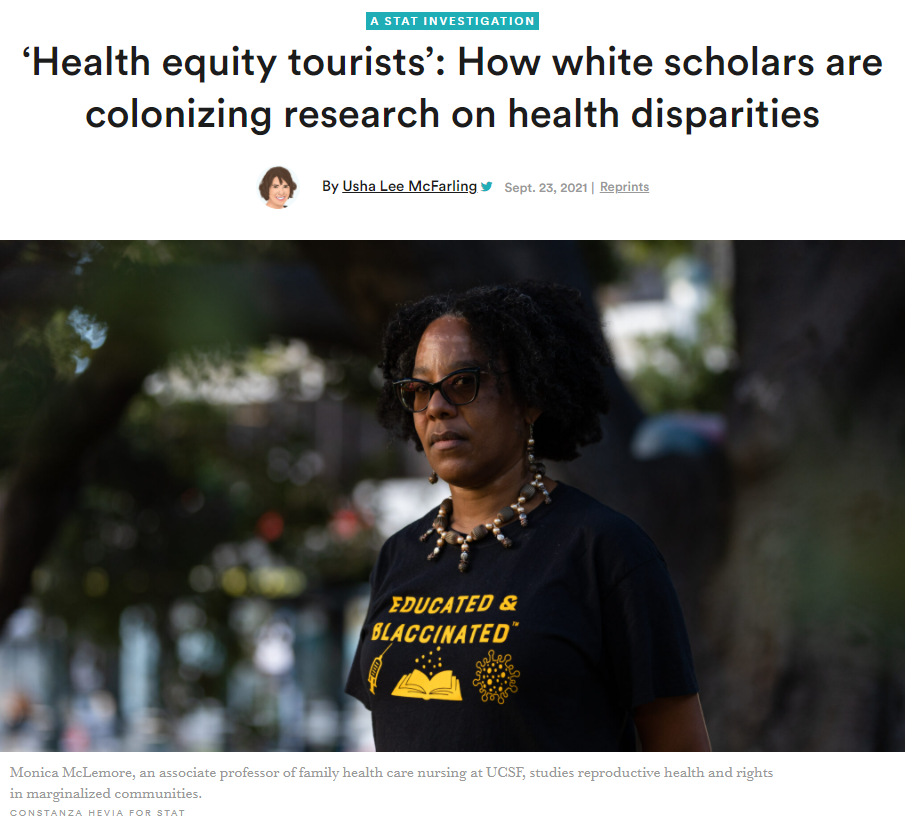 A STAT INVESTIGATION
‘Health equity tourists’: How white scholars are
colonizing research on health disparities
By Usha Lee McFarling Sept. 23, 2021 | Reprints
EDUCATED &
BLACCINATED™
Monica McLemore, an associate professor of family health care nursing at UCSF, studies reproductive health and rights
in marginalized communities.
CONSTANZA HEVIA FOR STAT